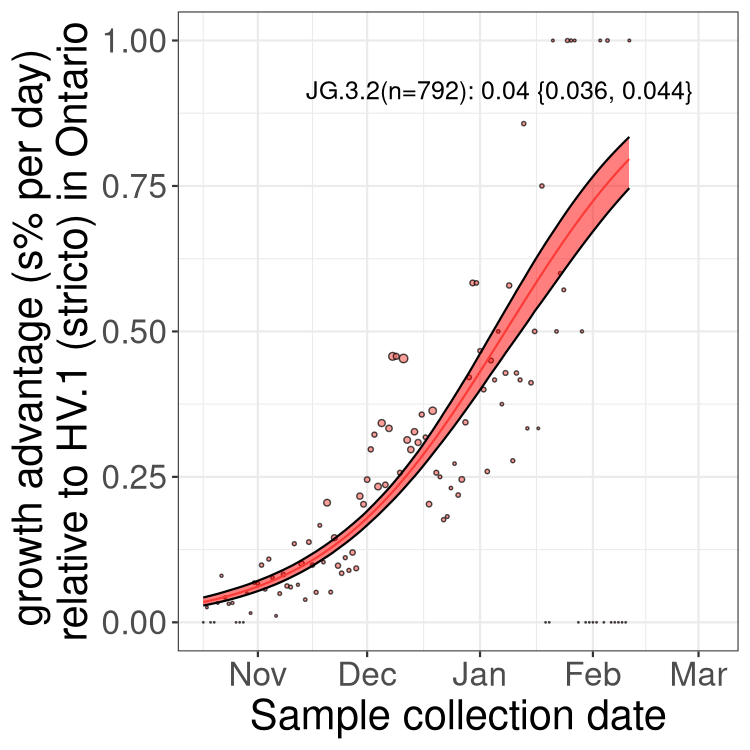 growth advantage (s% per day)
relative to HV.1 (stricto) in Ontario
1.00
0.75
0.50
0.25
0.00
JG.3.2(n=792): 0.04 {0.036, 0.044}
Nov Dec Jan Feb Mar
Sample collection date